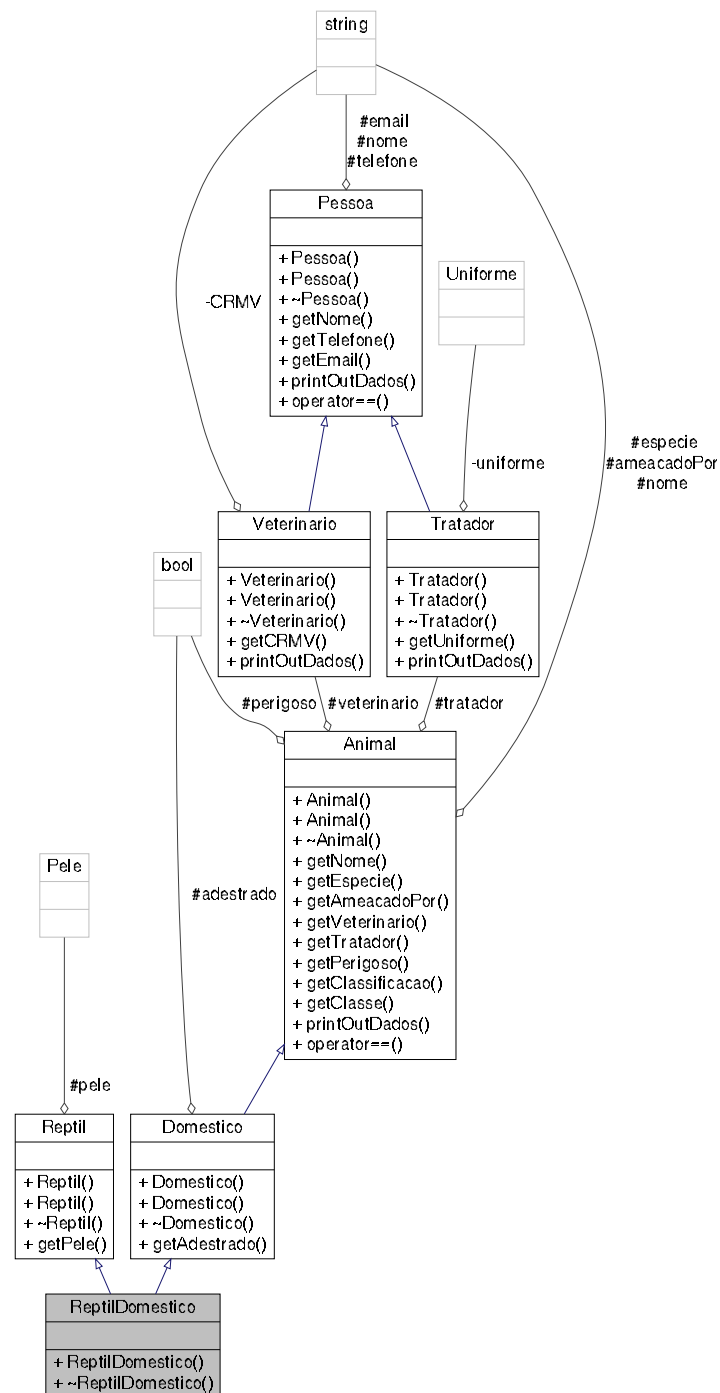 string
#email
#nome
#telefone
Pessoa
+ Pessoa()
+ Pessoa()
+ ~Pessoa()
+ getNome()
+ getTelefone()
+ getEmail()
+ printOutDados()
+ operator==()
Uniforme
-CRMV
-uniforme
#especie
#ameacadoPor
#nome
Veterinario
+ Veterinario()
+ Veterinario()
+ ~Veterinario()
+ getCRMV()
+ printOutDados()
Tratador
+ Tratador()
+ Tratador()
+ ~Tratador()
+ getUniforme()
+ printOutDados()
bool
#perigoso
#veterinario
#tratador
Animal
+ Animal()
+ Animal()
+ ~Animal()
+ getNome()
+ getEspecie()
+ getAmeacadoPor()
+ getVeterinario()
+ getTratador()
+ getPerigoso()
+ getClassificacao()
+ getClasse()
+ printOutDados()
+ operator==()
Pele
#adestrado
#pele
Reptil
+ Reptil()
+ Reptil()
+ ~Reptil()
+ getPele()
Domestico
+ Domestico()
+ Domestico()
+ ~Domestico()
+ getAdestrado()
ReptilDomestico
+ ReptilDomestico()
+ ~ReptilDomestico()